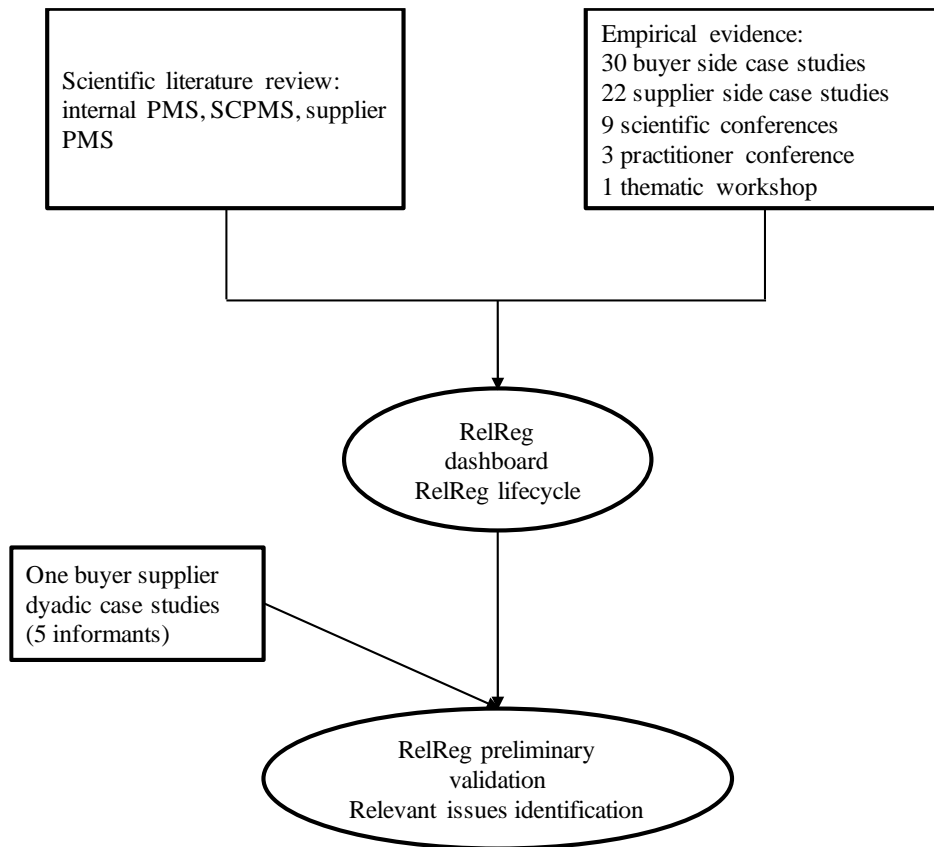 Scientific literature review:
internal PMS, SCPMS, supplier
PMS
Empirical evidence:
30 buyer side case studies
22 supplier side case studies
9 scientific conferences
3 practitioner conference
1 thematic workshop
RelReg
dashboard
RelReg lifecycle
One buyer supplier
dyadic case studies
(5 informants)
RelReg preliminary
validation
Relevant issues identification